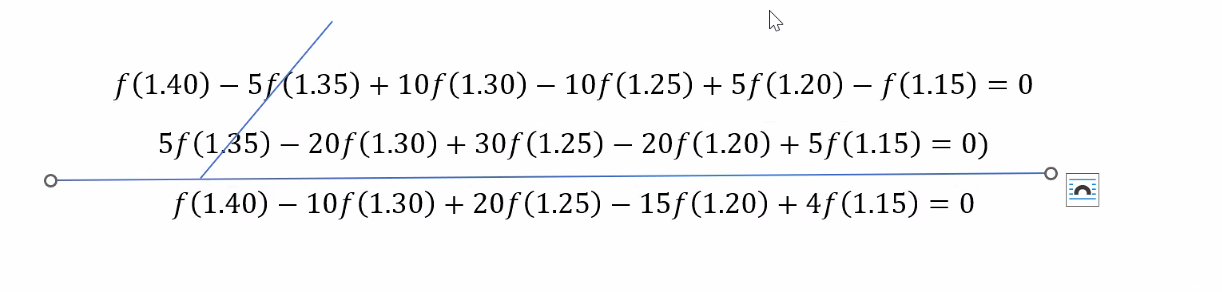 f(1.40) − 5f(1.35) + 10f(1.30) − 10f(1.25) + 5f(1.20) − f(1.15) = 0
5f(1.35) − 20f(1.30) + 30f(1.25) − 20f(1.20) + 5f(1.15) = 0)
f(1.40) − 10f(1.30) + 20f(1.25) − 15f(1.20) + 4f(1.15) = 0